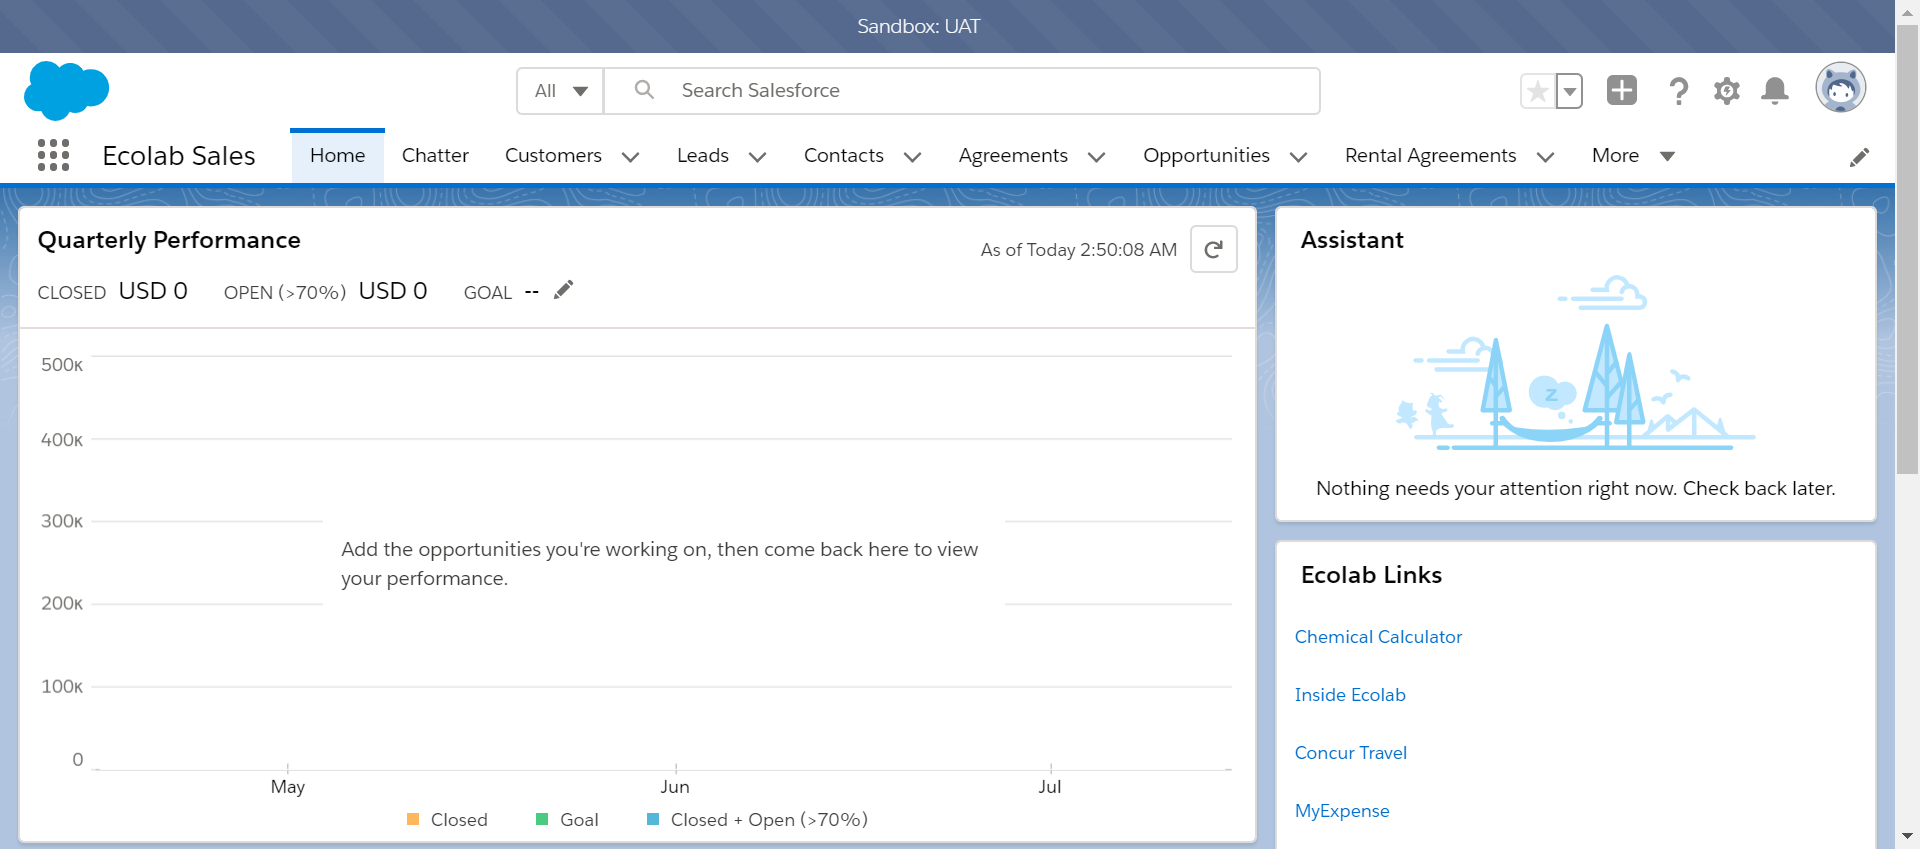 Sandbox: UAT
All
Search Salesforce
Ecolab Sales
Home
Chatter
Customers
Leads
Contacts
Agreements
Opportunities
Rental Agreements
More
Quarterly Performance
As of Today 2:50:08 AM
CLOSED USD 0 OPEN (>70%) USD 0 GOAL --
500K
400K
300K
200K
100K
0
Add the opportunities you're working on, then come back here to view
your performance.
May
Jun
Jul
Closed
Goal
Closed + Open (>70%)
Assistant
z
Nothing needs your attention right now. Check back later.
Ecolab Links
Chemical Calculator
Inside Ecolab
Concur Travel
MyExpense